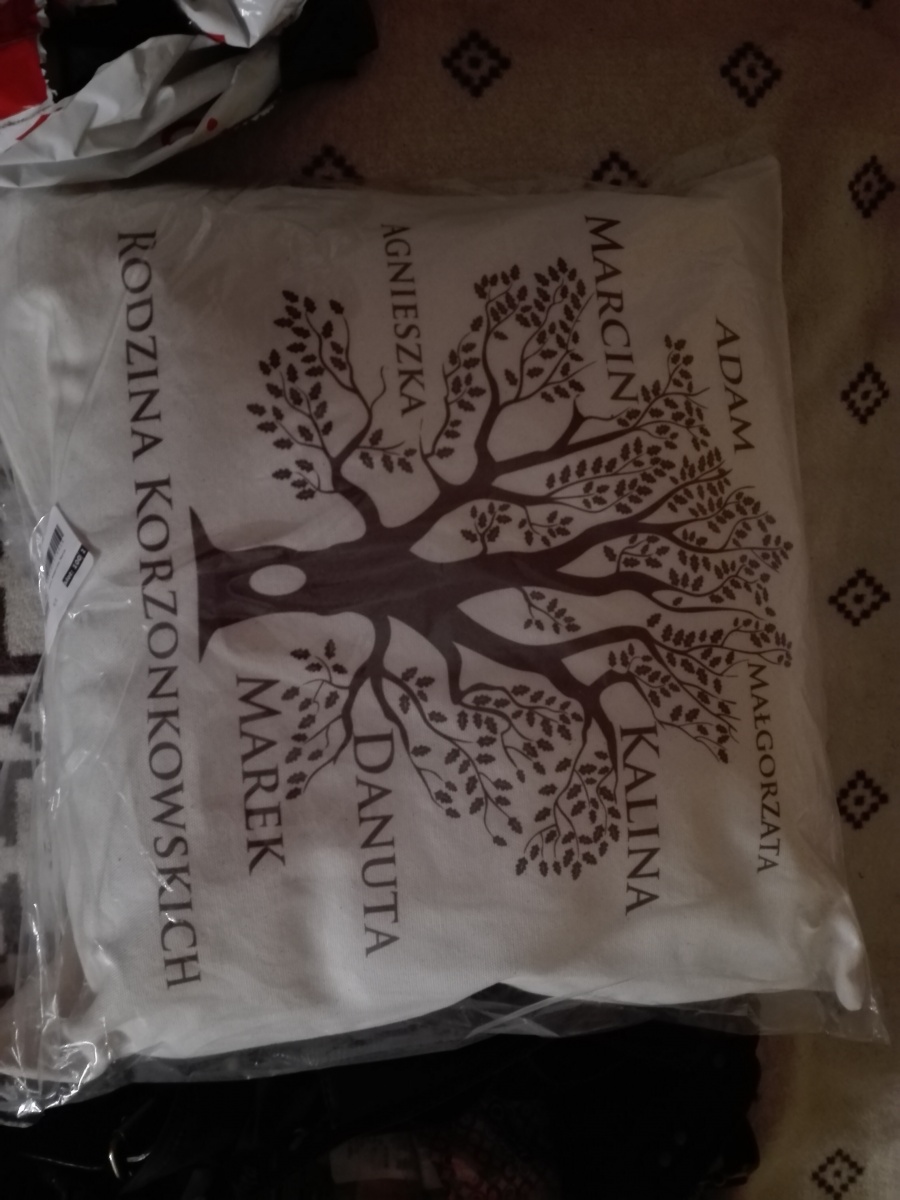 ADAM
MAŁGORZATA
MARCIN
KALINA
AGNIESZKA
DANUTA
MAREK
RODZINA KORZONKOWSKICH